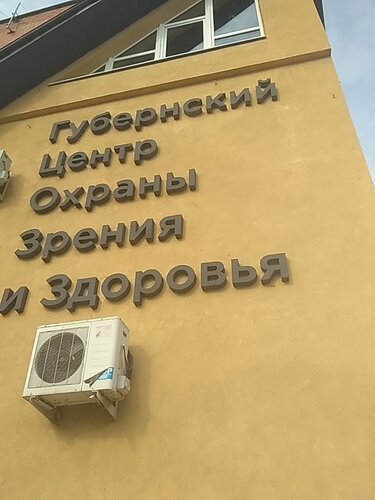 Губернский
Центр
Охраны
Зрения
и Здоровья